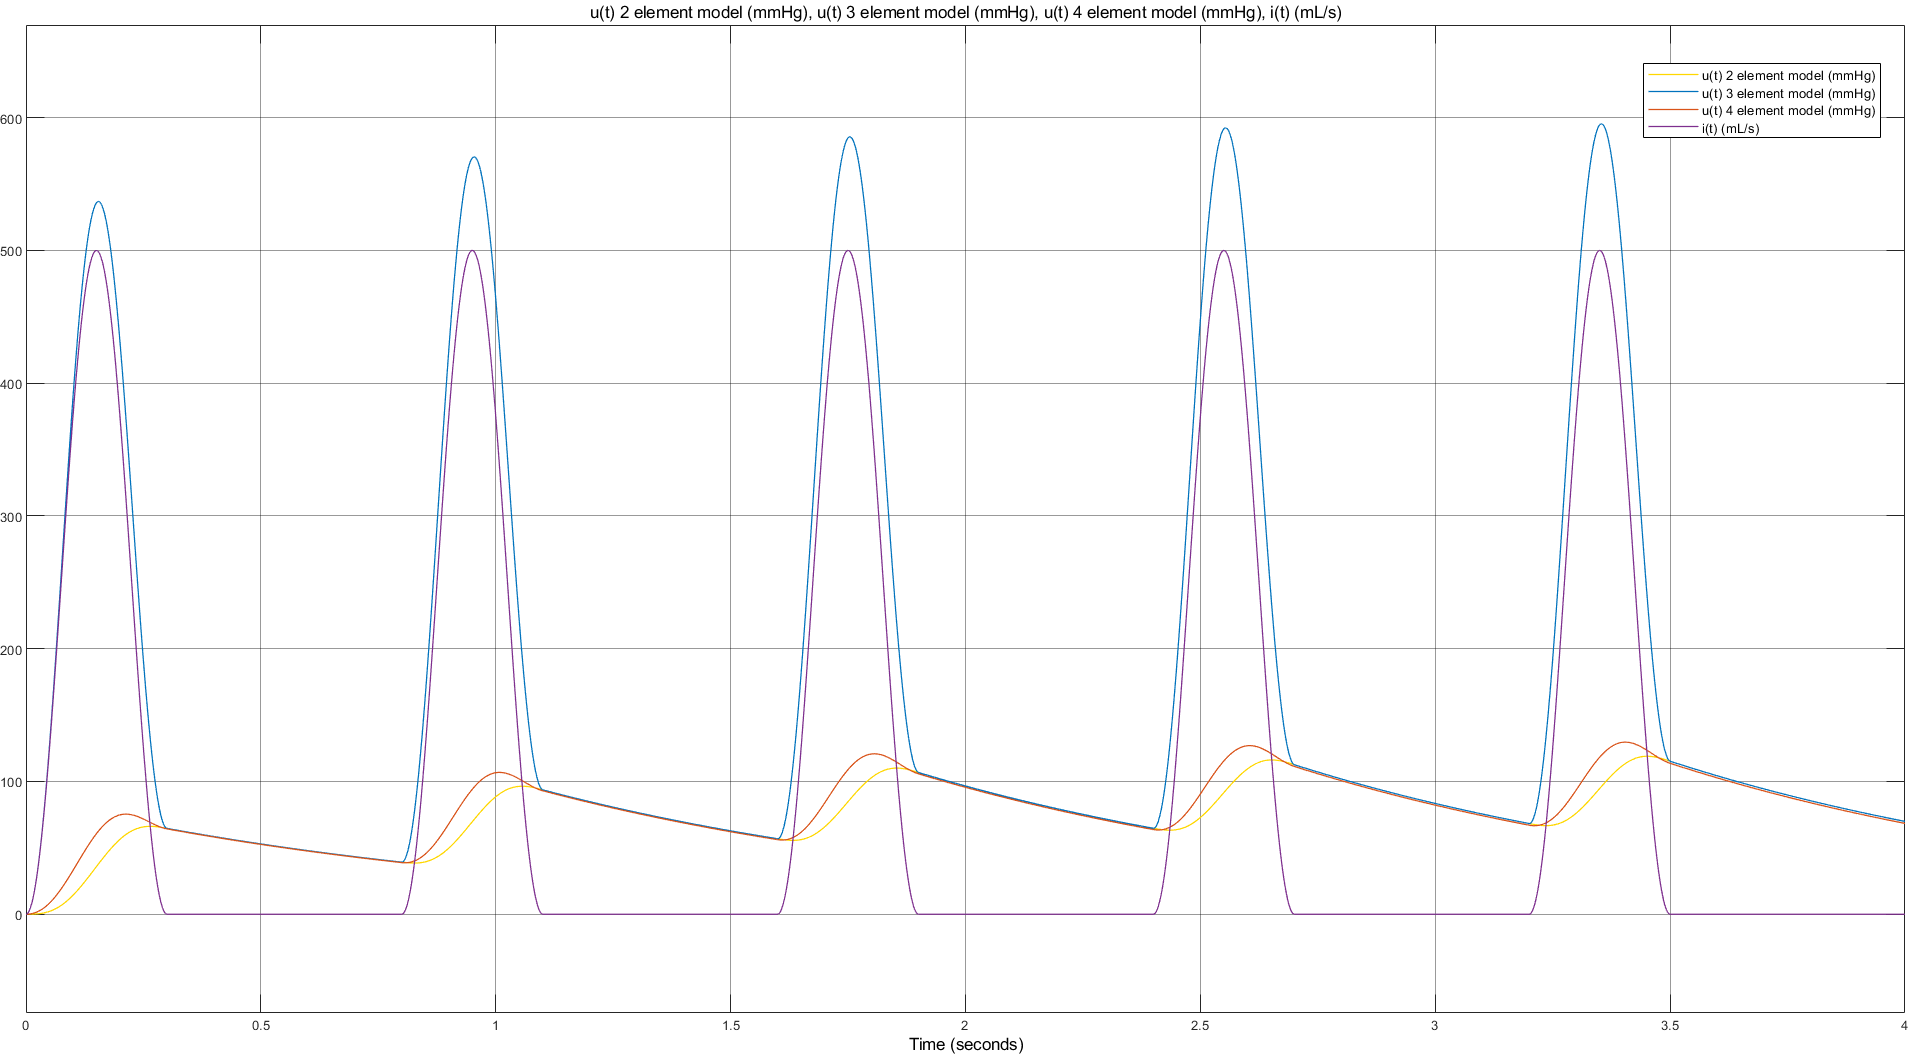 u(t) 2 element model (mmHg), u(t) 3 element model (mmHg), u(t) 4 element model (mmHg), i(t) (mL/s)
u(t) 2 element model (mmHg)
u(t) 3 element model (mmHg)
u(t) 4 element model (mmHg)
i(t) (mL/s)
600
500
400
300
200
100
0
0 0.5 1 1.5 2 2.5 3 3.5 4
Time (seconds)